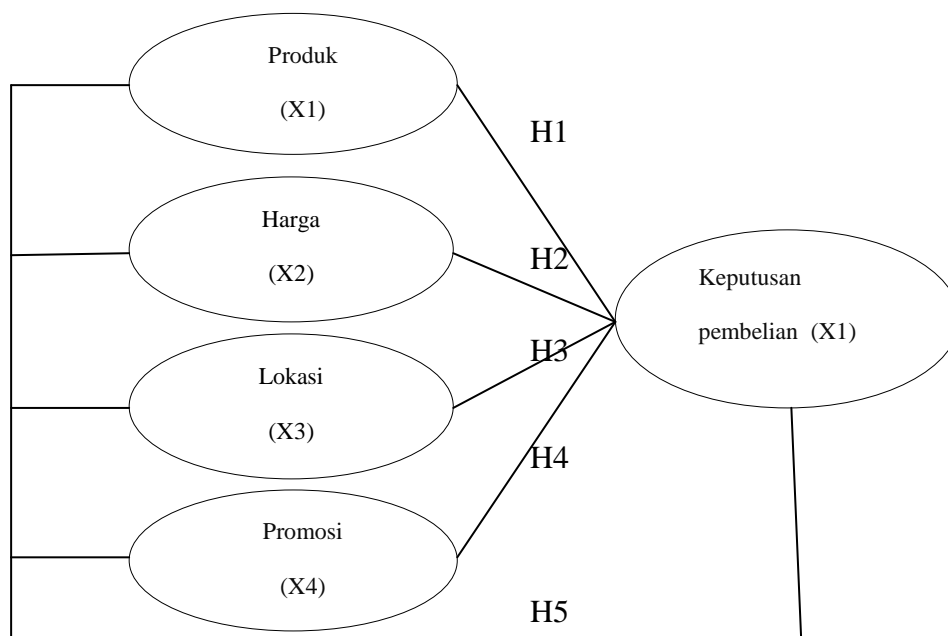 Produk
(X1)
H1
Harga
(X2)
H2
Keputusan
pembelian (X1)
H3
Lokasi
(X3)
H4
Promosi
(X4)
H5